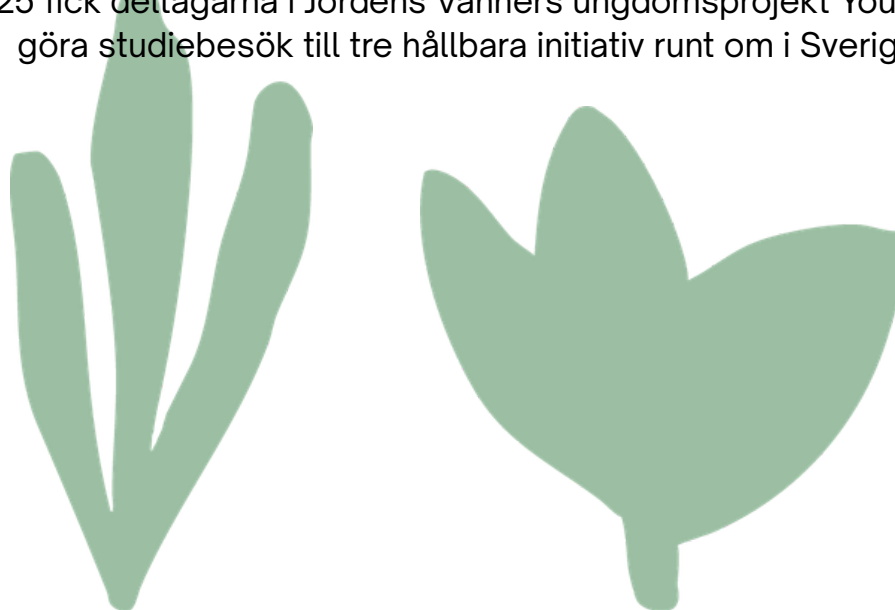 25 fick deltagarna i Jordens Vänners ungdomsprojekt You
göra studiebesök till tre hållbara initiativ runt om i Sverig